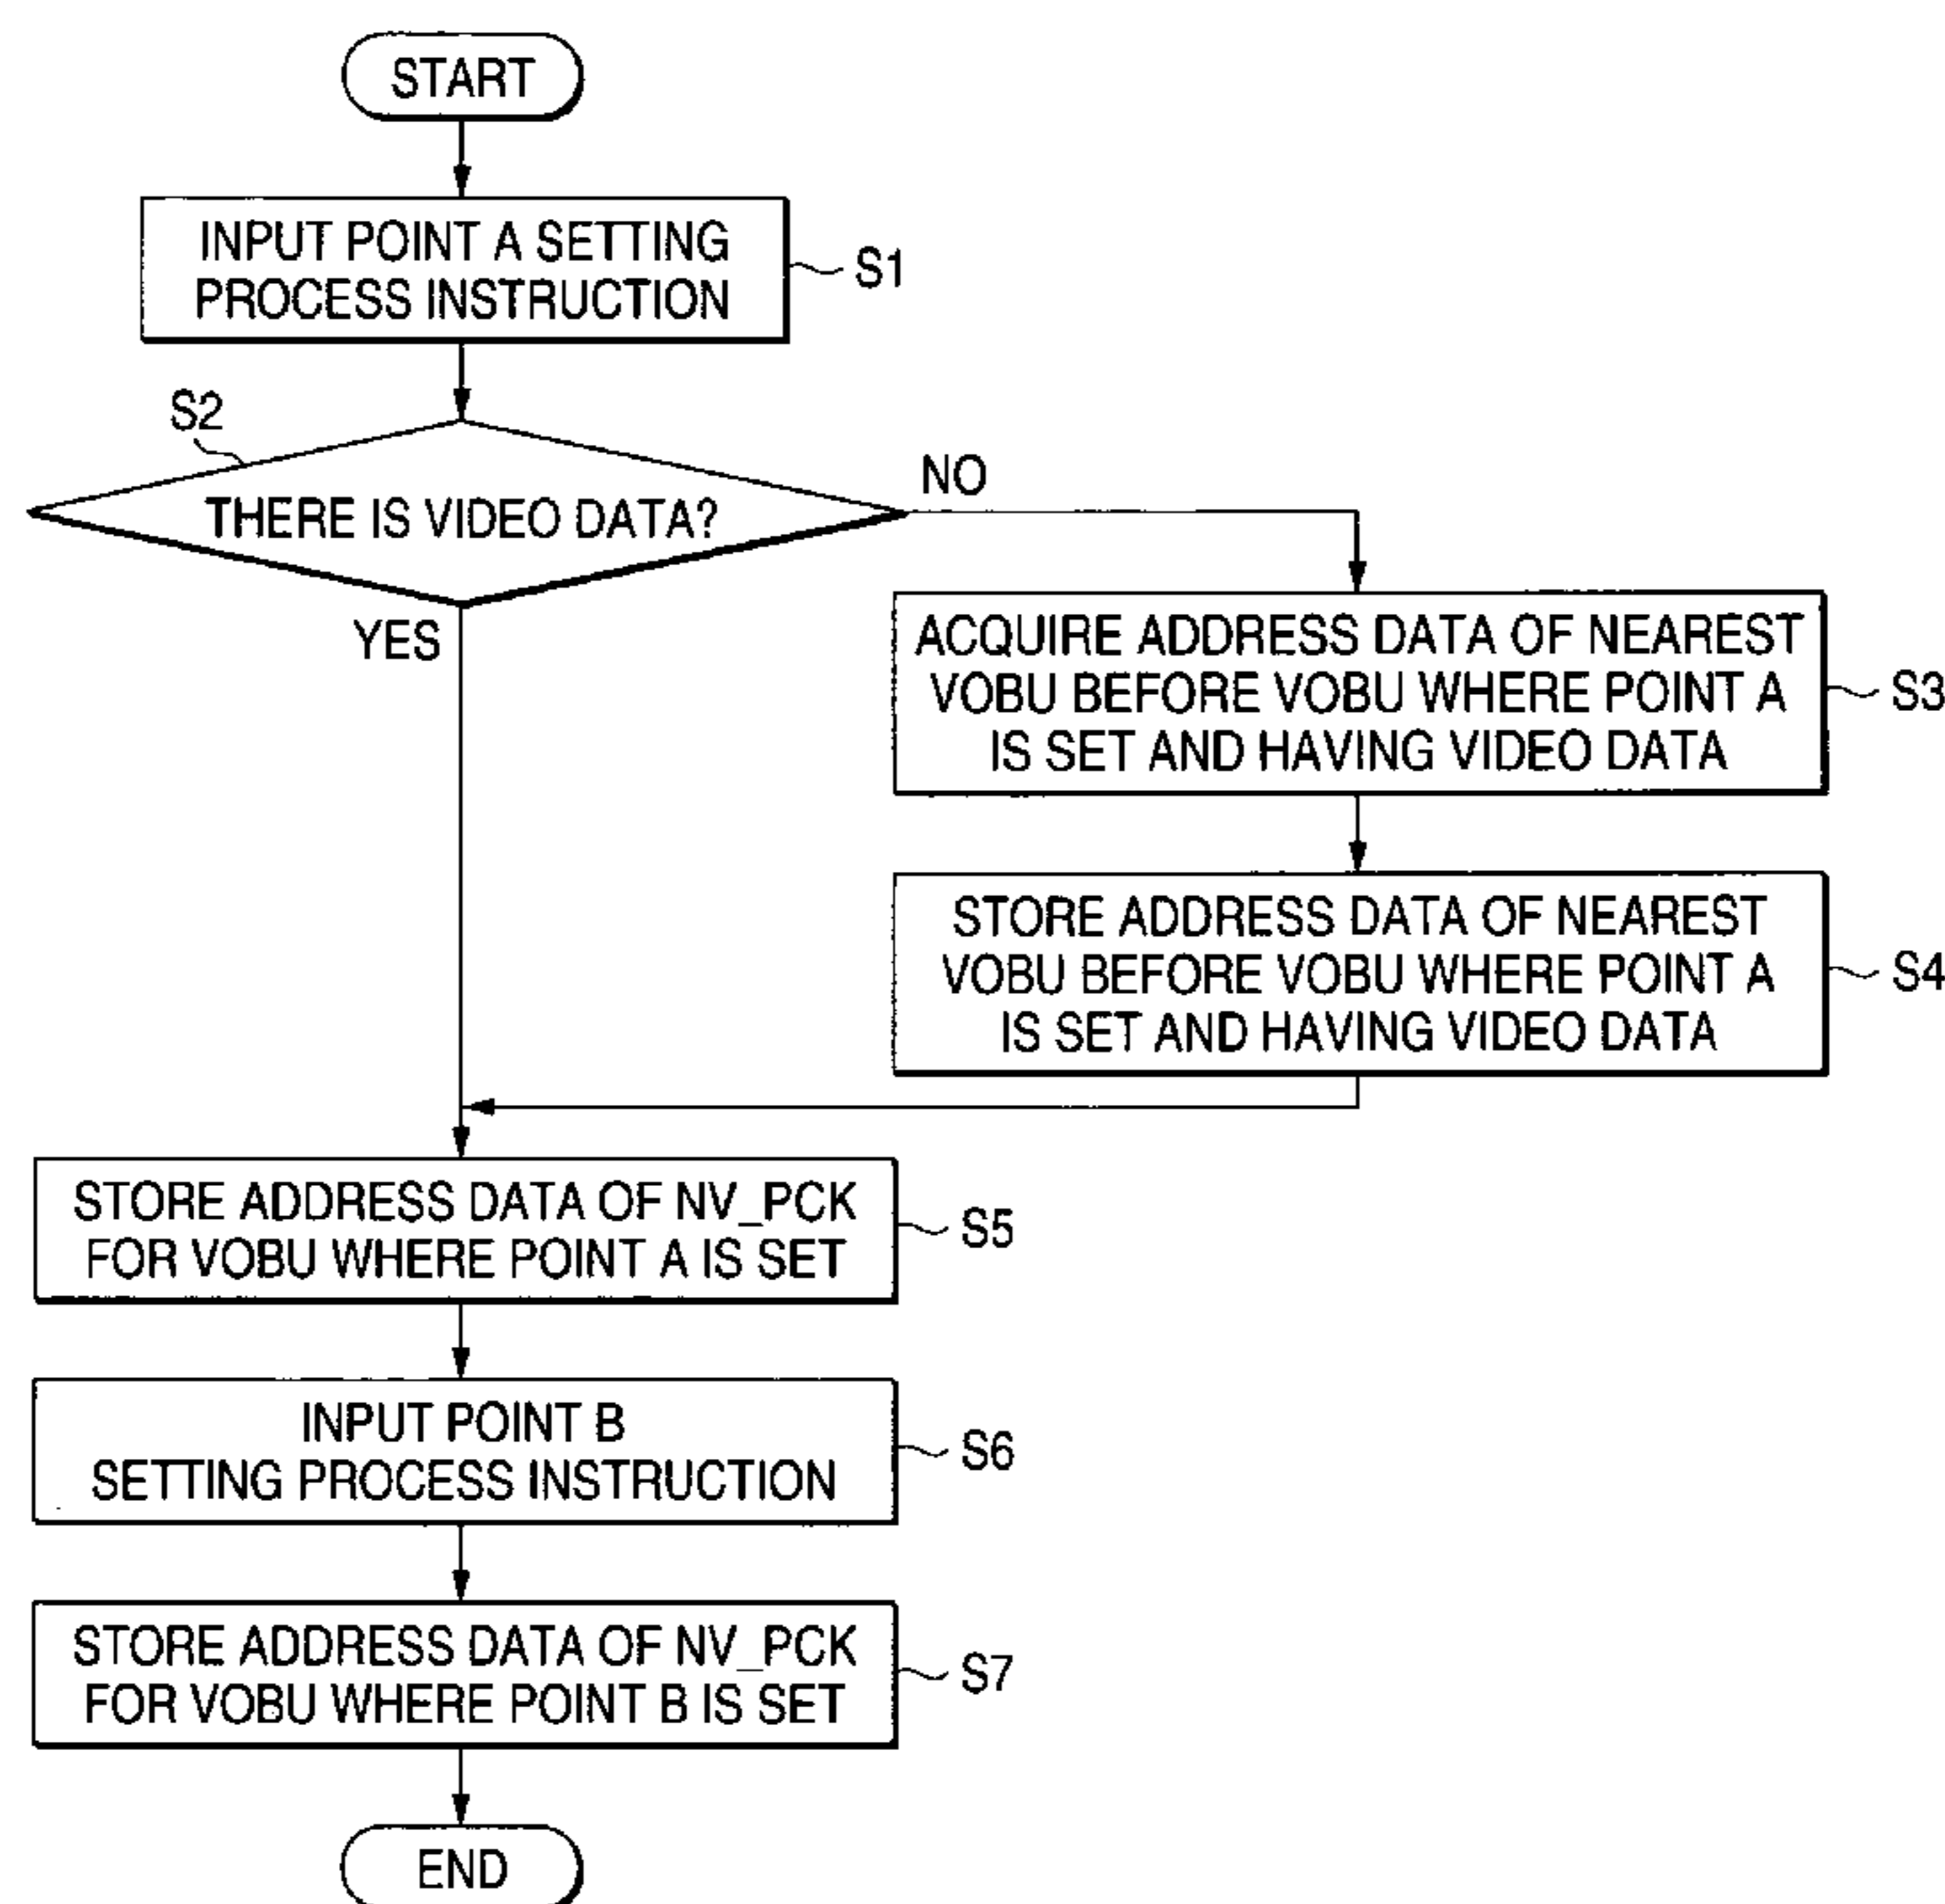 START
INPUT POINT A SETTING
PROCESS INSTRUCTION
S1
S2
THERE IS VIDEO DATA?
NO
YES
ACQUIRE ADDRESS DATA OF NEAREST
VOBU BEFORE VOBU WHERE POINT A
IS SET AND HAVING VIDEO DATA
S3
STORE ADDRESS DATA OF NEAREST
VOBU BEFORE VOBU WHERE POINT A
IS SET AND HAVING VIDEO DATA
S4
STORE ADDRESS DATA OF NV_PCK
FOR VOBU WHERE POINT A IS SET
S5
INPUT POINT B
SETTING PROCESS INSTRUCTION
S6
STORE ADDRESS DATA OF NV_PCK
FOR VOBU WHERE POINT B IS SET
S7
END